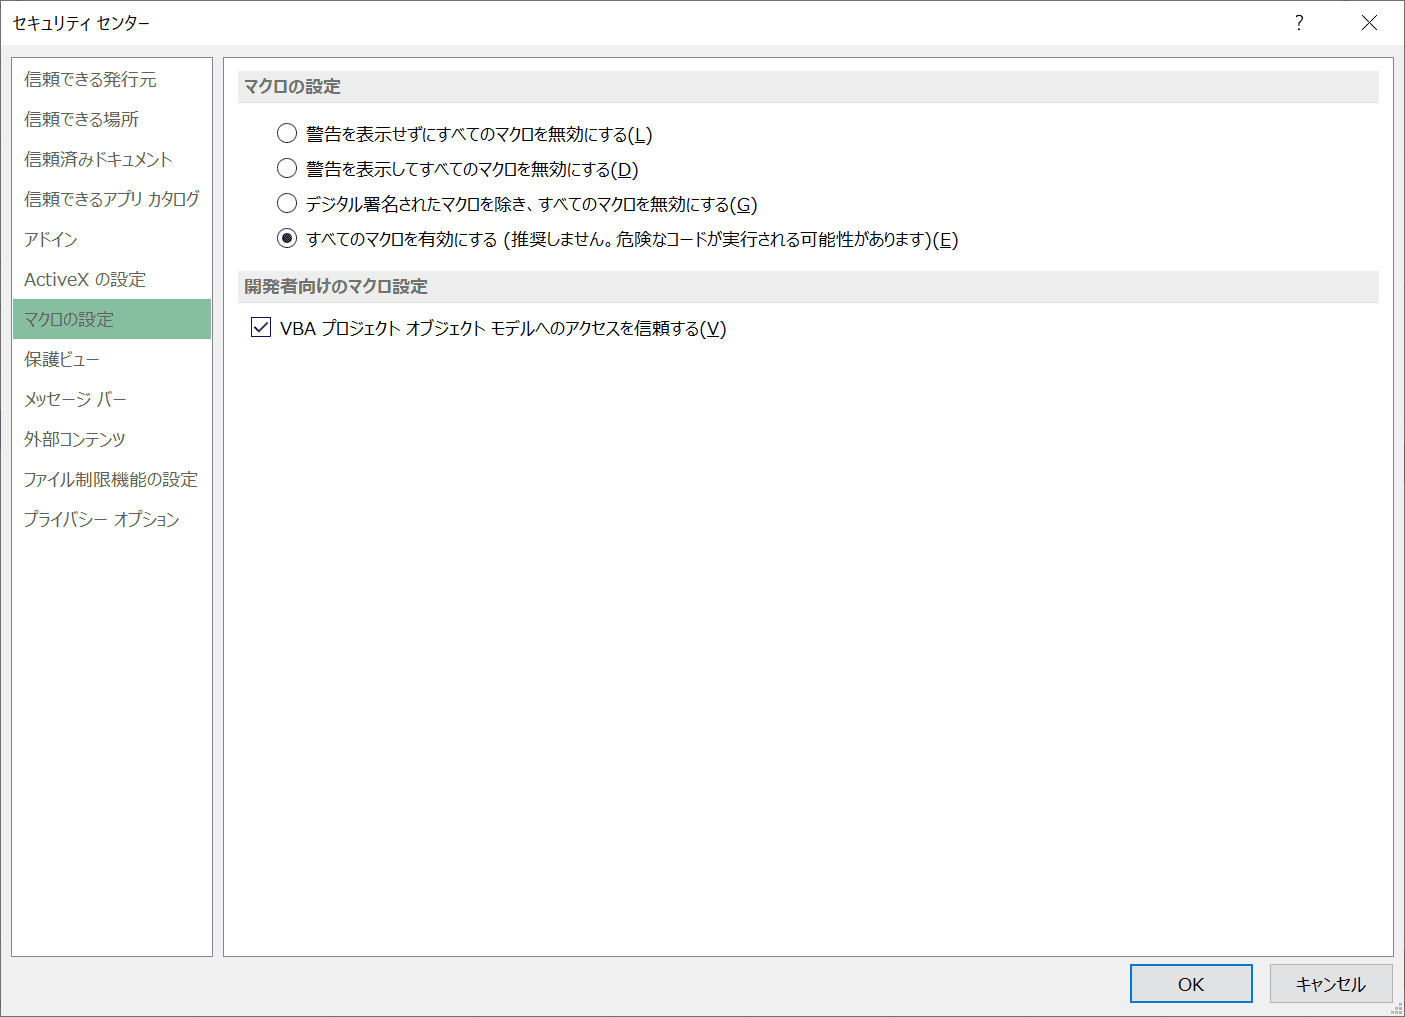 セキュリティ センター
?
信頼できる発行元
信頼できる場所
信頼済みドキュメント
信頼できるアプリ カタログ
アドイン
ActiveX の設定
マクロの設定
保護ビュー
メッセージ バー
外部コンテンツ
ファイル制限機能の設定
プライバシー オプション
マクロの設定
警告を表示せずにすべてのマクロを無効にする(L)
警告を表示してすべてのマクロを無効にする(D)
デジタル署名されたマクロを除き、すべてのマクロを無効にする(G)
すべてのマクロを有効にする (推奨しません。危険なコードが実行される可能性があります)(E)
開発者向けのマクロ設定
VBA プロジェクト オブジェクト モデルへのアクセスを信頼する(V)
OK
キャンセル